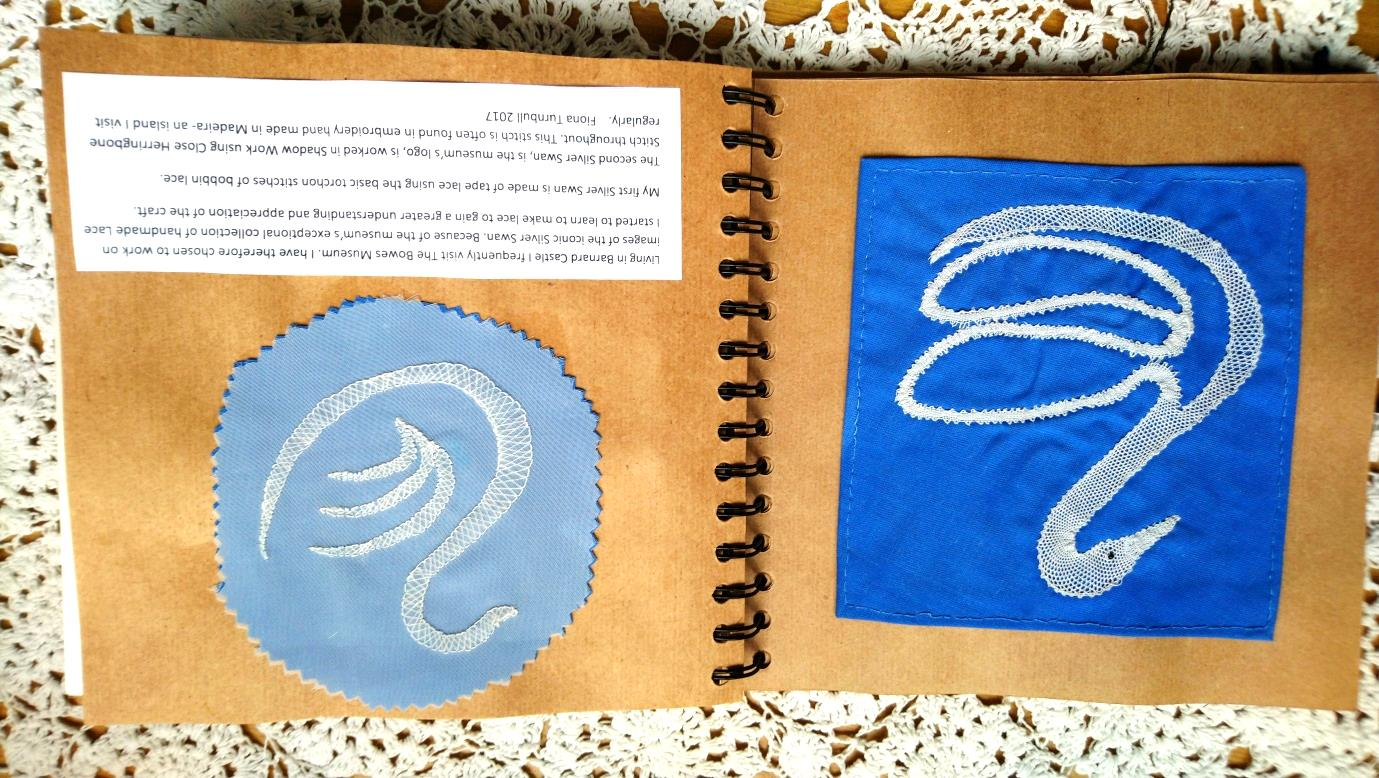 Living in Barnard Castle I frequently visit The Bowes Museum. I have therefore chosen to work on
images of the iconic Silver Swan. Because of the museum's exceptional collection of handmade Lace
I started to learn to make lace to gain a greater understanding and appreciation of the craft.
My first Silver Swan is made of tape lace using the basic torchon stitches of bobbin lace.
The second Silver Swan, is the museum's logo, is worked in Shadow Work using Close Herringbone
Stitch throughout. This stitch is often found in embroidery hand made in Madeira- an island I visit
regularly. Fiona Turnbull 2017